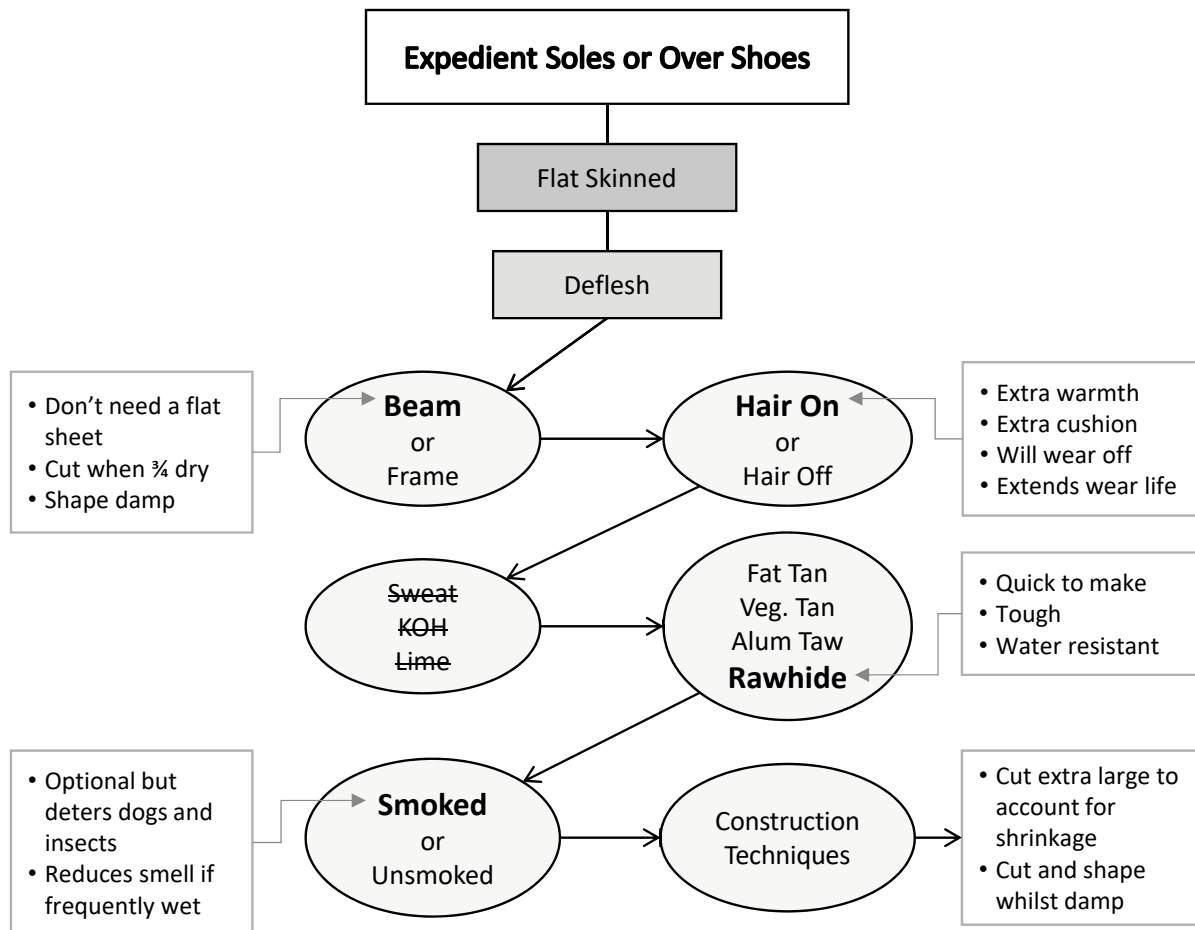 Expedient Soles or Over Shoes
Flat Skinned
Deflesh
• Don’t need a flat
sheet
• Cut when ¾ dry
• Shape damp
Beam
or
Frame
Hair On
or
Hair Off
• Extra warmth
• Extra cushion
• Will wear off
• Extends wear life
Sweat
KOH
Lime
Fat Tan
Veg. Tan
Alum Taw
Rawhide
• Quick to make
• Tough
• Water resistant
• Optional but
deters dogs and
insects
• Reduces smell if
frequently wet
Smoked
or
Unsmoked
Construction
Techniques
• Cut extra large to
account for
shrinkage
• Cut and shape
whilst damp